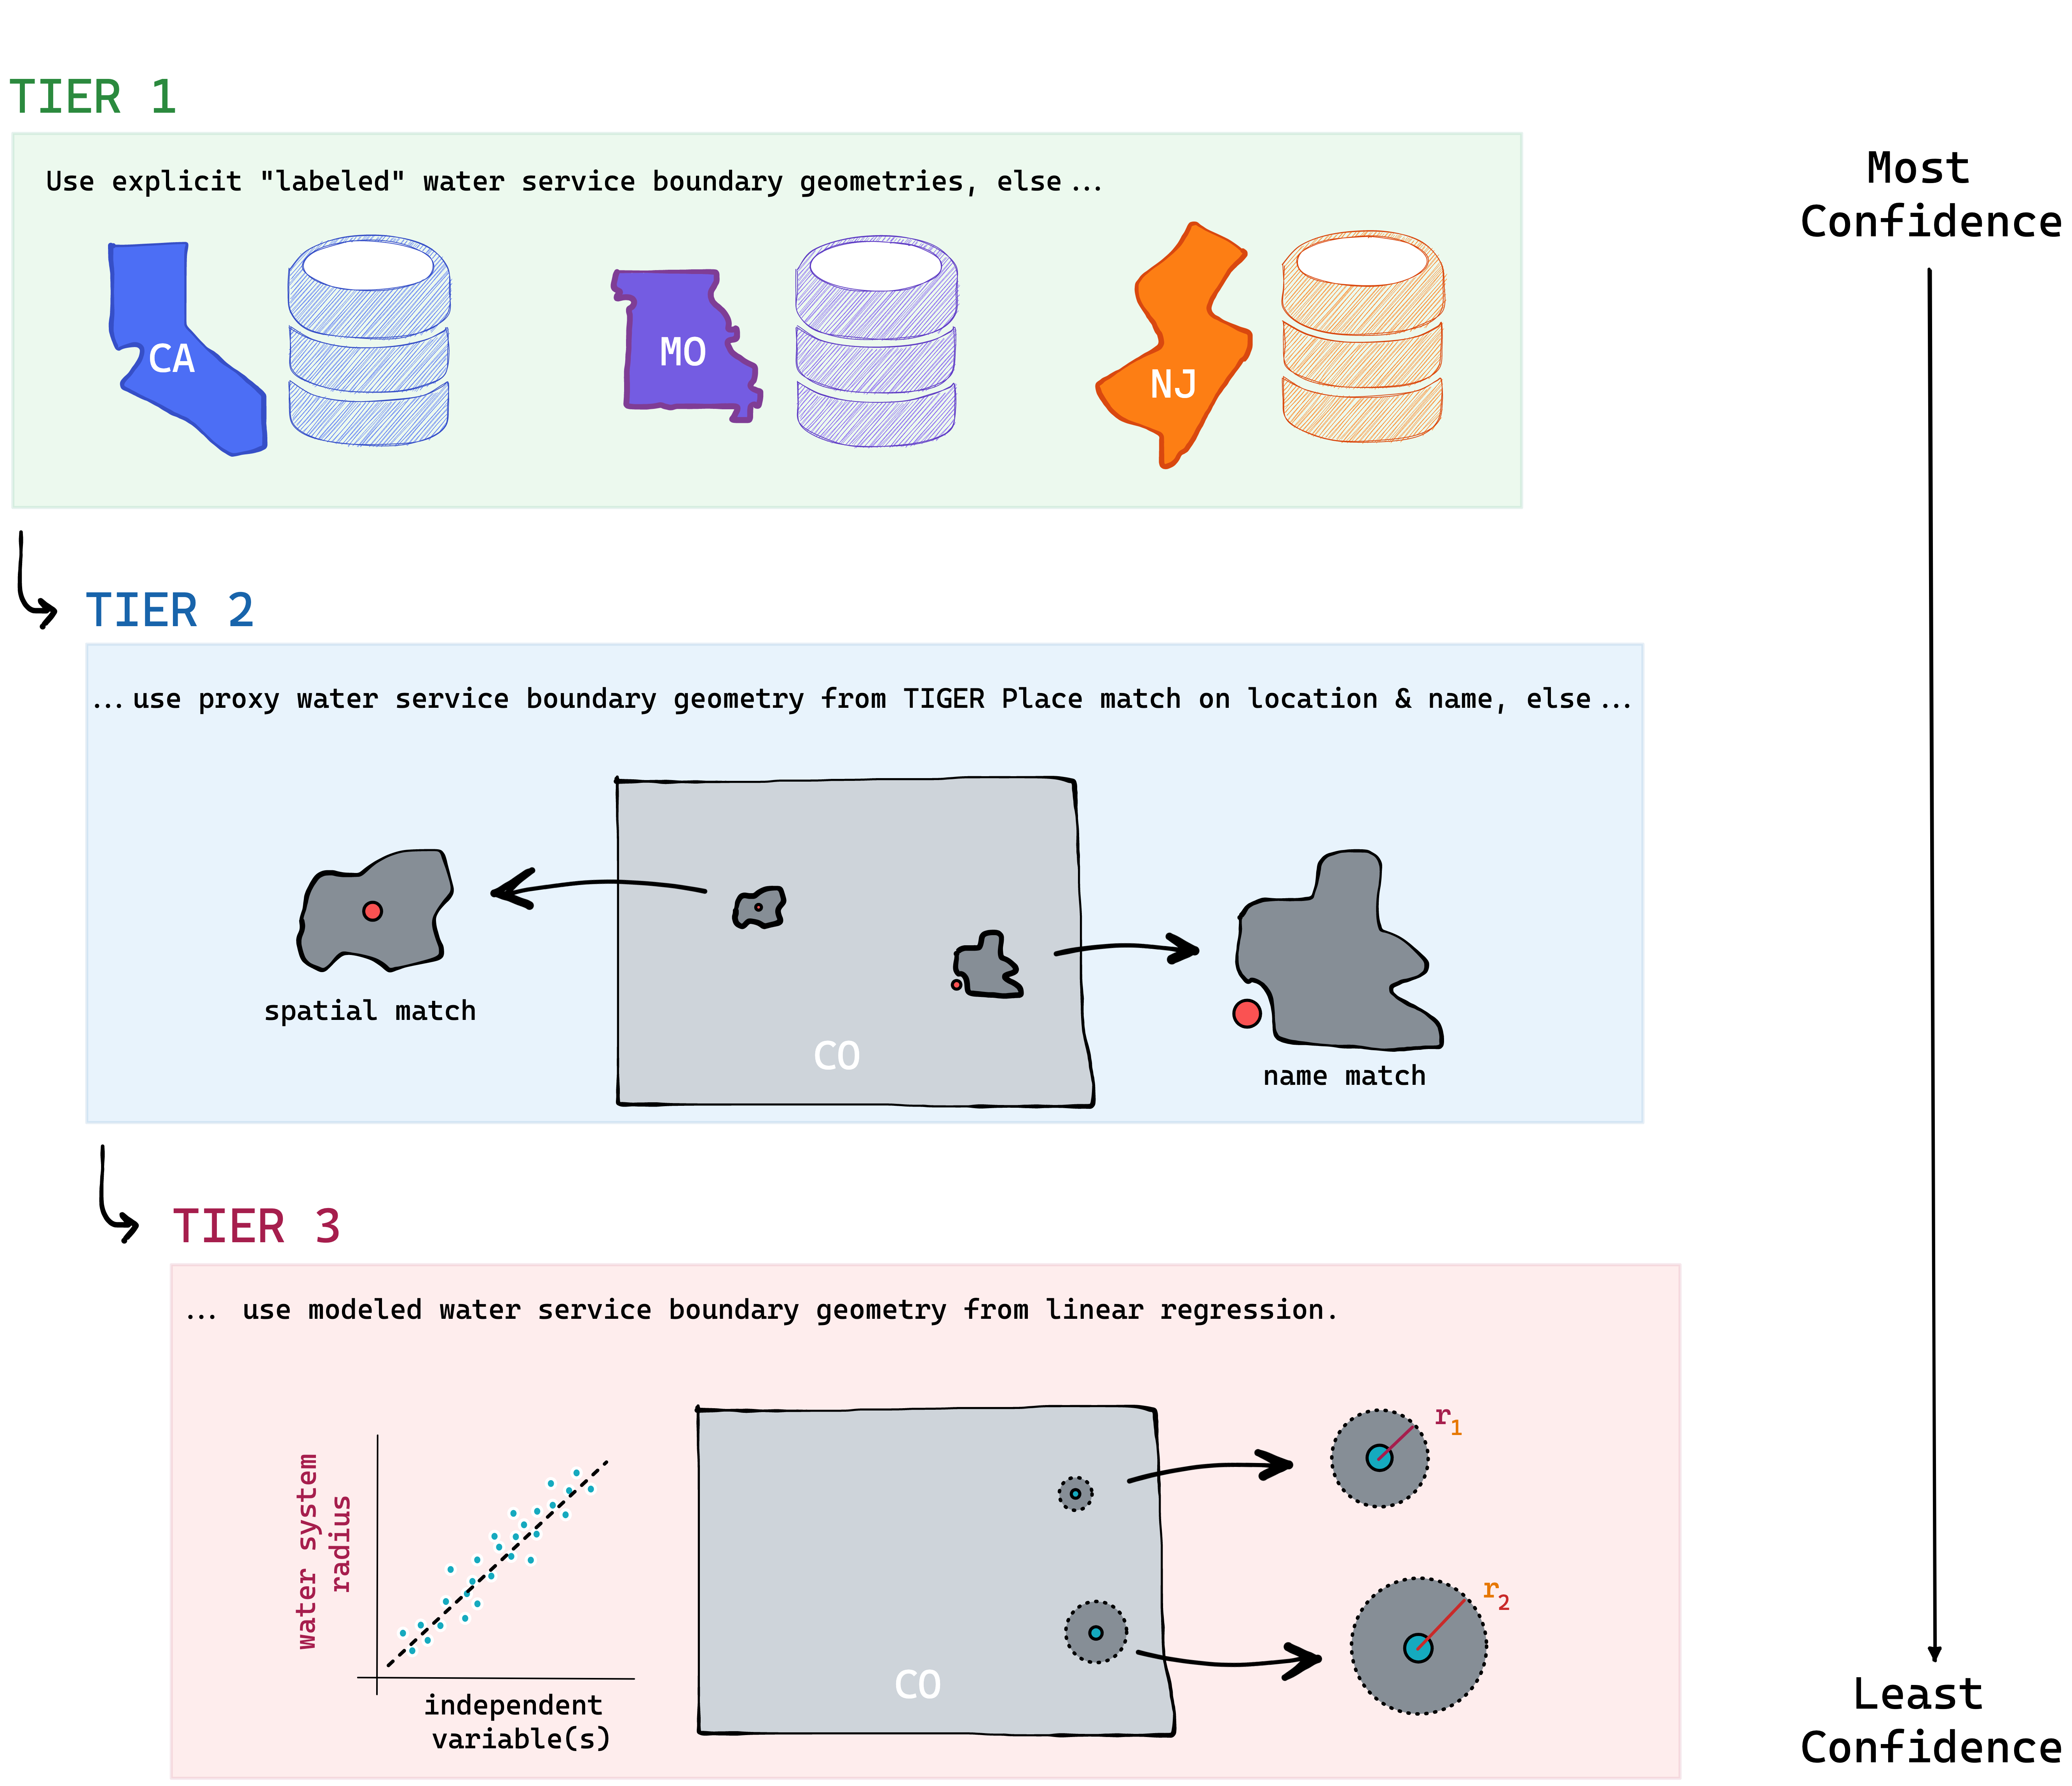 TIER 1
Most
Confidence
Use explicit "labeled" water service boundary geometries, else...
CA
MO
NJ
TIER 2
...use proxy water service boundary geometry from TIGER Place match on location & name, else...
spatial match
CO
name match
TIER 3
... use modeled water service boundary geometry from linear regression.
water system
radius
independent
variable(s)
CO
r1
r2
Least
Confidence